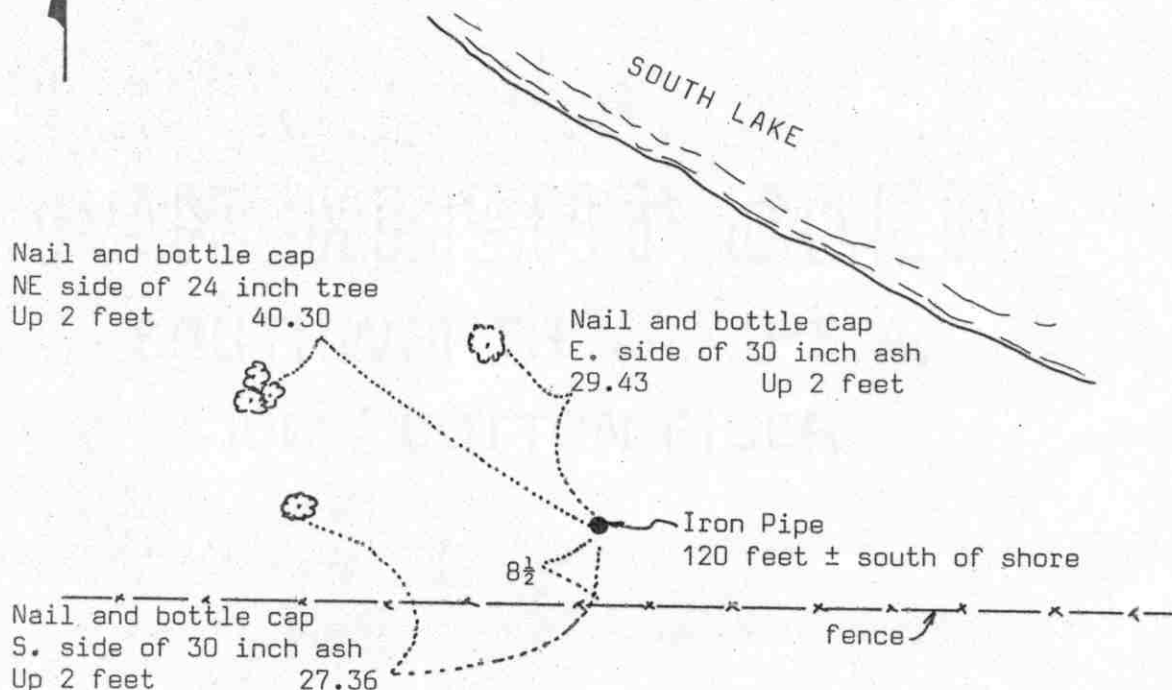 SOUTH LAKE
Nail and bottle cap
NE side of 24 inch tree
Up 2 feet 40.30
Nail and bottle cap
E. side of 30 inch ash
29.43 Up 2 feet
Iron Pipe
120 feet ± south of shore
8½
fence
Nail and bottle cap
S. side of 30 inch ash
Up 2 feet 27.36